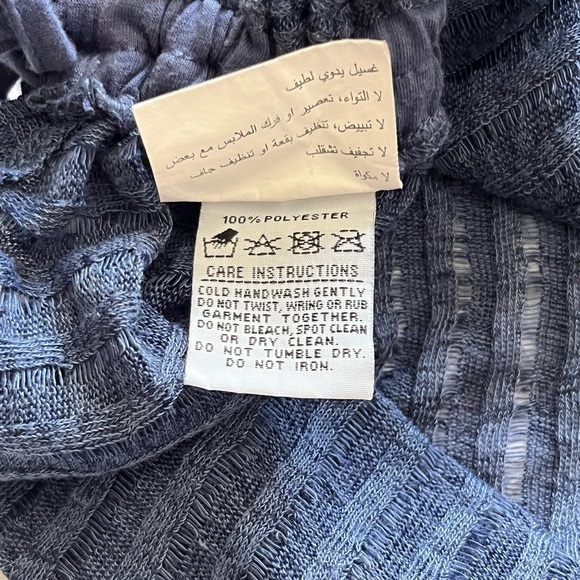 غسيل يدوي لطيف
لا التواء، تعصير او فرك الملابس مع بعض
لا تبييض، تنظيف بقعة او تنظيف جاف
لا تجفيف تشقلب
لا مكواة
100% POLYESTER
CARE INSTRUCTIONS
COLD HANDWASH GENTLY
DO NOT TWIST, WRING OR RUB
GARMENT TOGETHER.
DO NOT BLEACH, SPOT CLEAN
OR DRY CLEAN.
DO NOT TUMBLE DRY.
DO NOT IRON.